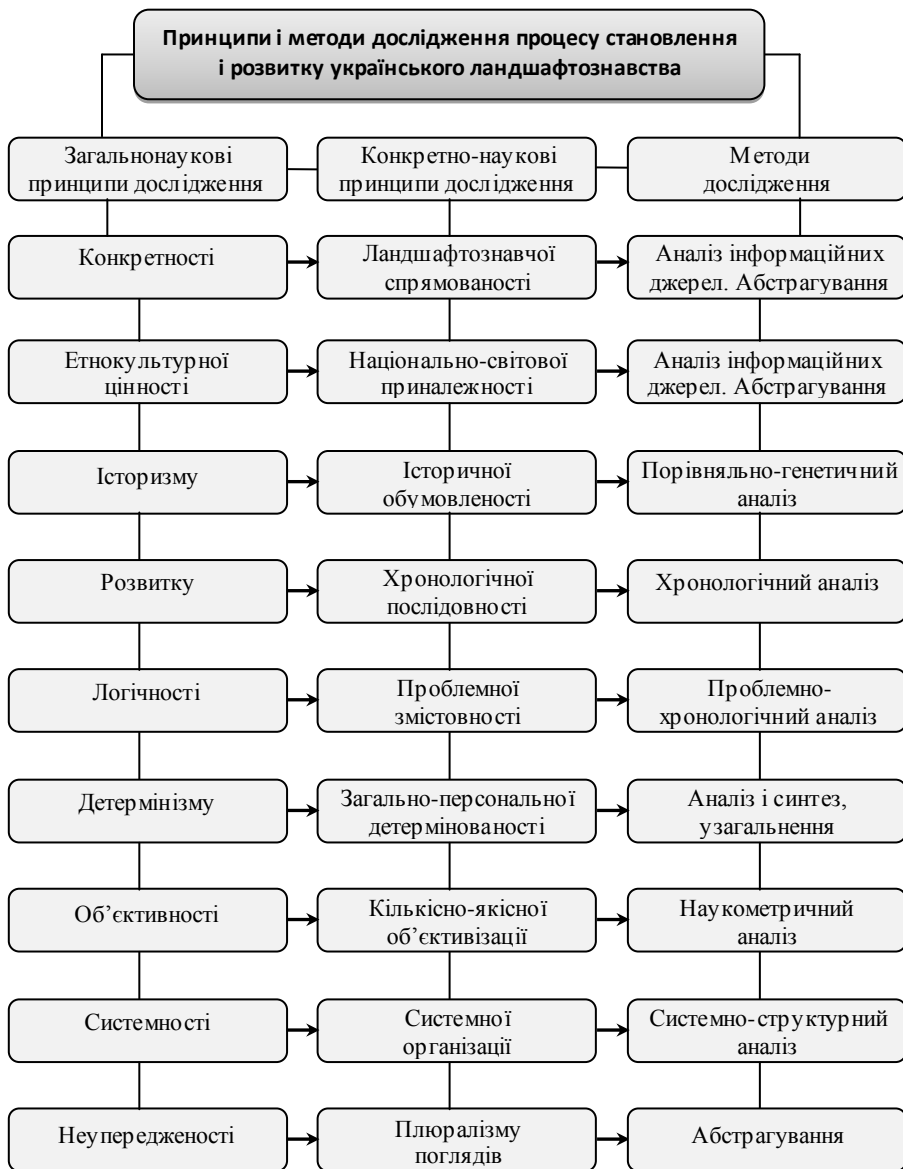 Принципи і методи дослідження процесу становлення
і розвитку українського ландшафтознавства
Загальнонаукові
принципи дослідження
Конкретно-наукові
принципи дослідження
Методи
дослідження
Конкретності
Ландшафтознавчої
спрямованості
Аналіз інформаційних
джерел. Абстрагування
Етнокультурної
цінності
Національно-світової
приналежності
Аналіз інформаційних
джерел. Абстрагування
Історизму
Історичної
обумовленості
Порівняльно-генетичний
аналіз
Розвитку
Хронологічної
послідовності
Хронологічний аналіз
Логічності
Проблемної
змістовності
Проблемно-
хронологічний аналіз
Детермінізму
Загально-персональної
детермінованості
Аналіз і синтез,
узагальнення
Об’єктивності
Кількісно-якісної
об’єктивізації
Наукометричний
аналіз
Системності
Системної
організації
Системно-структурний
аналіз
Неупередженості
Плюралізму
поглядів
Абстрагування